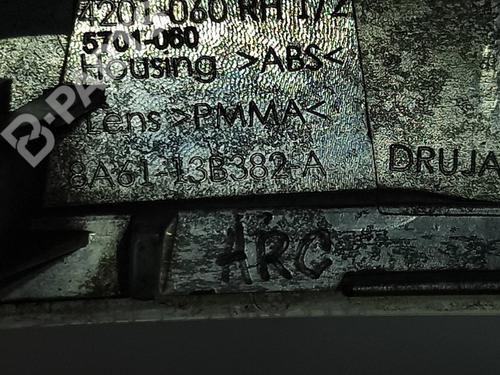 4201-060 RH 1/2
5701-060
Housing >ABS<
Lens >PMMA<
8A61-13B382-A
DRUJA
ARC